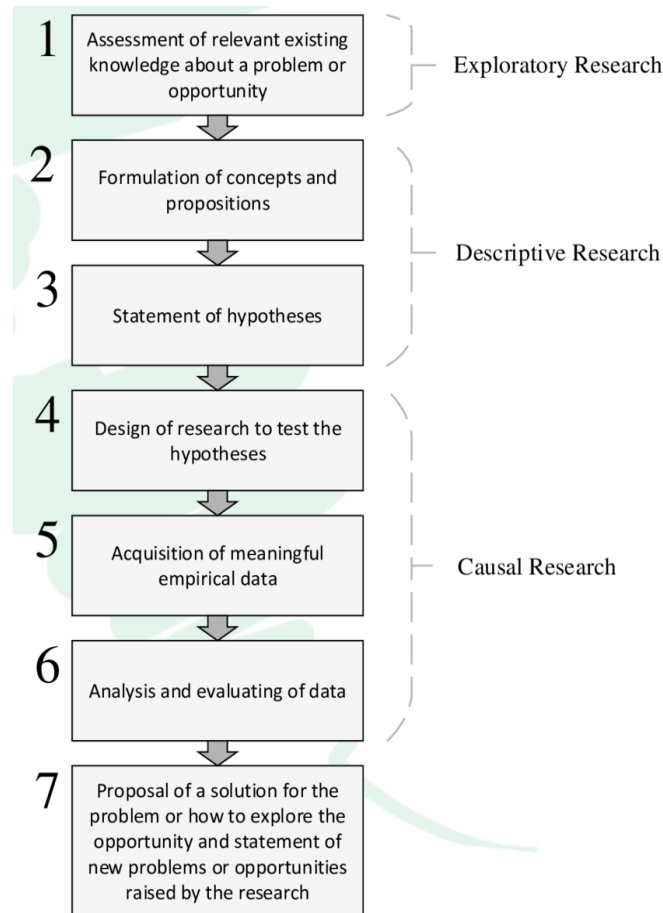 1
Assessment of relevant existing
knowledge about a problem or
opportunity
Exploratory Research
2
Formulation of concepts and
propositions
Descriptive Research
3
Statement of hypotheses
4
Design of research to test the
hypotheses
5
Acquisition of meaningful
empirical data
Causal Research
6
Analysis and evaluating of data
7
Proposal of a solution for the
problem or how to explore the
opportunity and statement of
new problems or opportunities
raised by the research